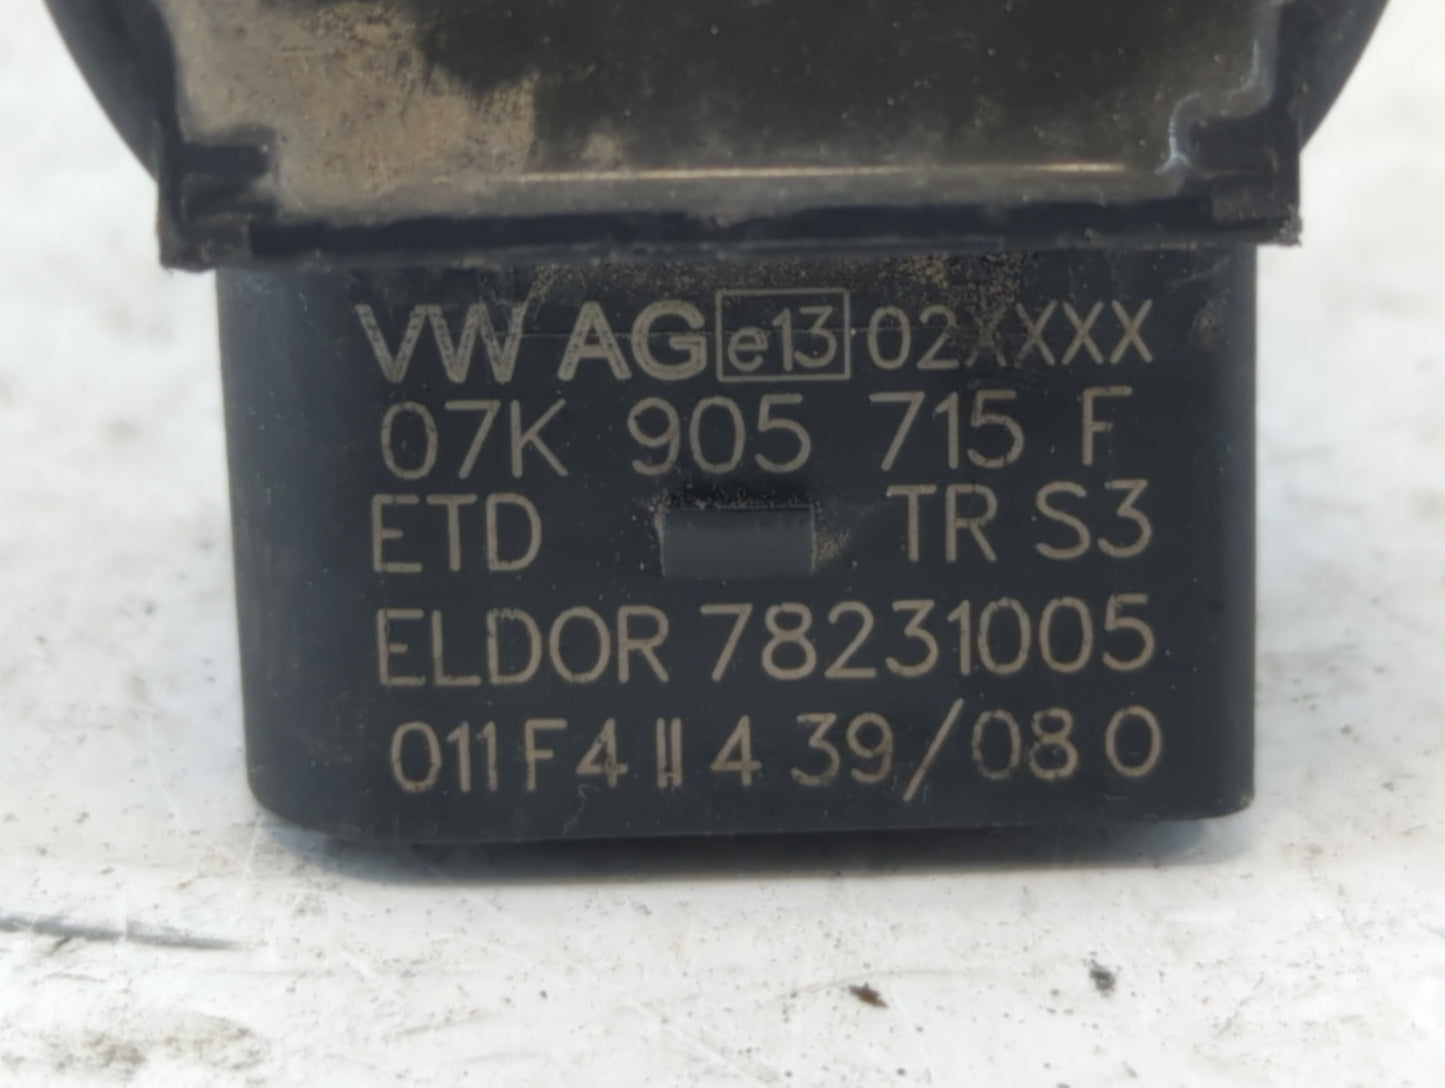 VW AG e13 02XXXX
07K 905 715 F
ETD TR S3
ELDOR 78231005
011 F4 II 4 39/08 0